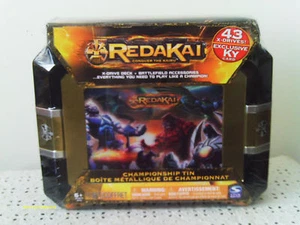 REDAKAI
CONQUER THE KAIRU
X-DRIVE DECK + BATTLEFIELD ACCESSORIES
...EVERYTHING YOU NEED TO PLAY LIKE A CHAMPION!
43
X-DRIVES!
EXCLUSIVE
KY
CARD
REDAKAI
CHAMPIONSHIP TIN
BOÎTE MÉTALLIQUE DE CHAMPIONNAT
6+
WARNING
AVERTISSEMENT